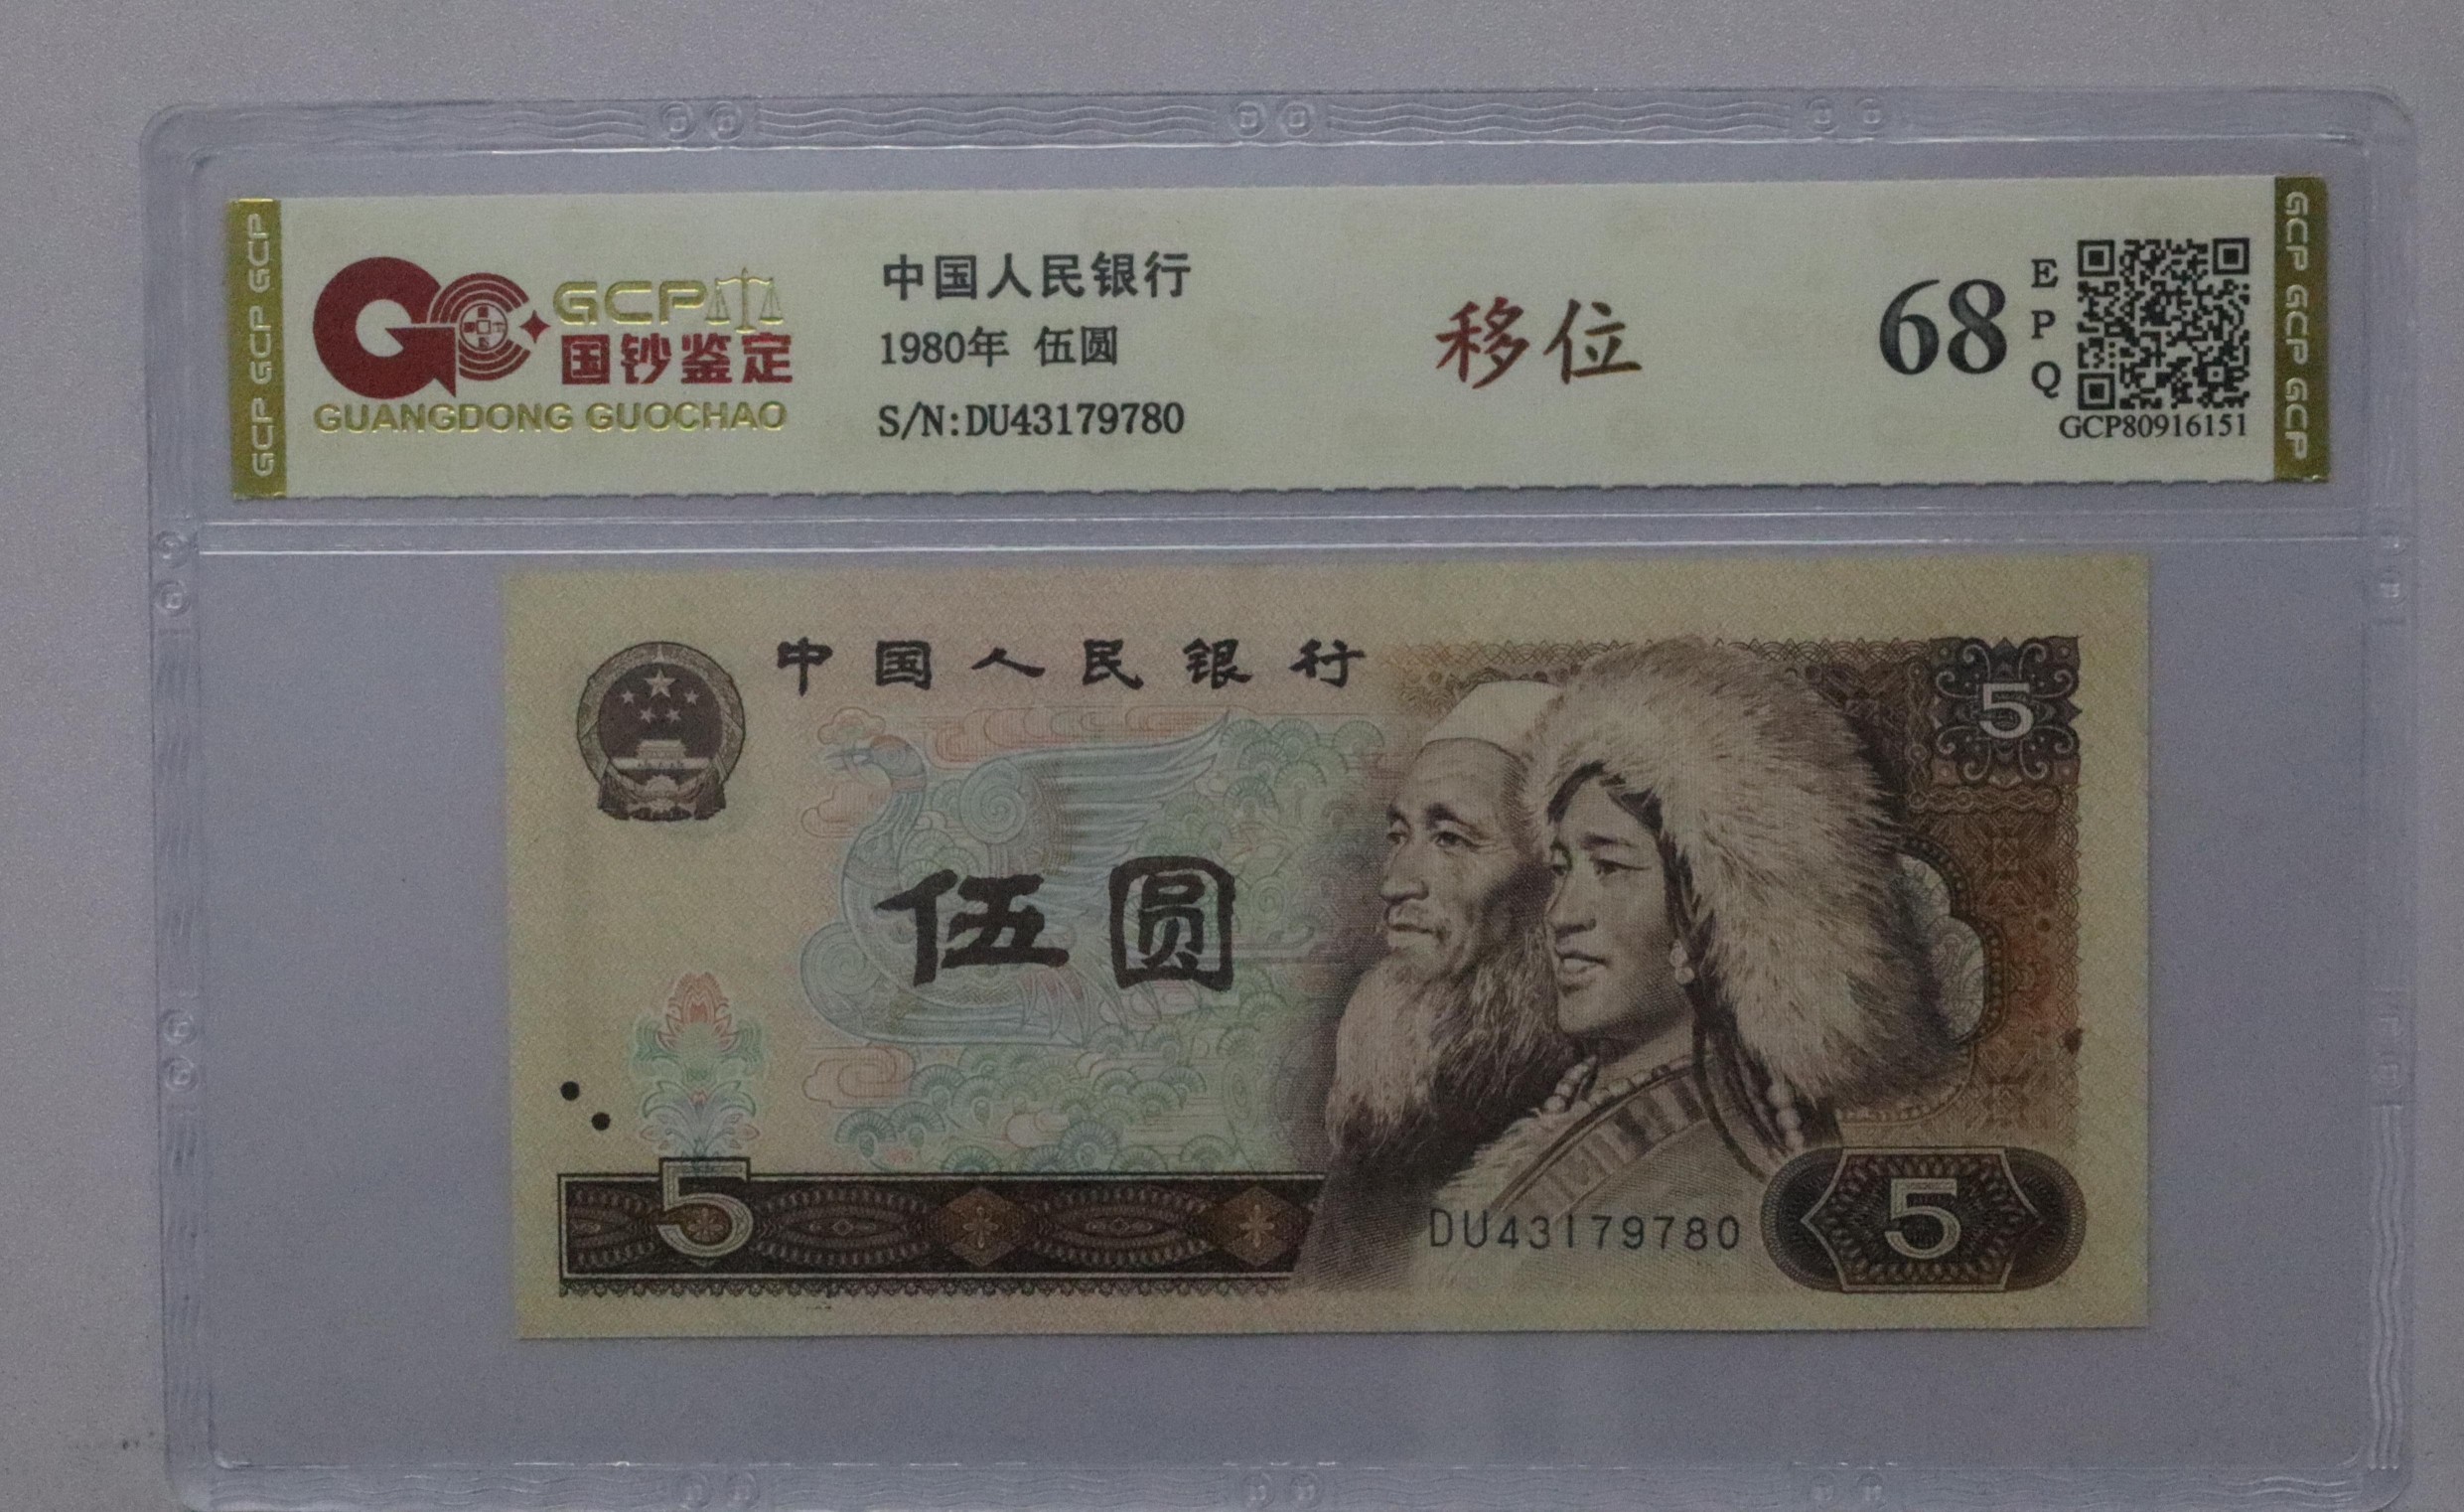 GCP GCP GCP
GCP
国钞鉴定
GUANGDONG GUOCHAO
中国人民银行
1980年 伍圆
S/N:DU43179780
移位
68
E
P
Q
GCP80916151
GCP GCP GCP
中国人民银行
5
伍圆
5
DU43179780
5